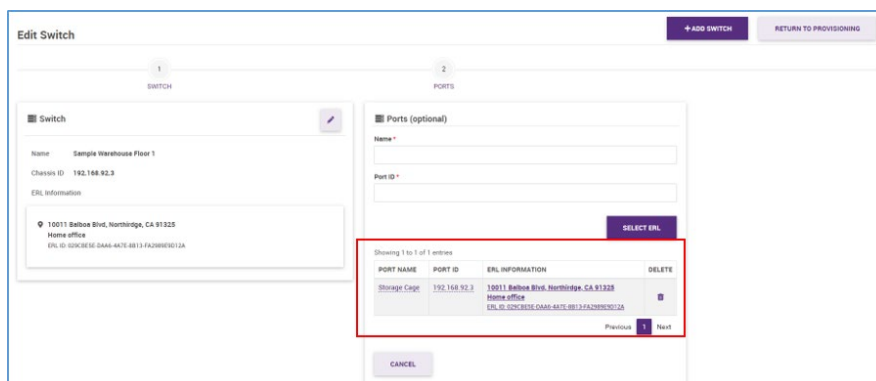 Edit Switch
+ ADD SWITCH
RETURN TO PROVISIONING
1
SWITCH
2
PORTS
Switch
Name Sample Warehouse Floor 1
Chassis ID 192.168.92.3
ERL Information
10011 Balboa Blvd, Northirdge, CA 91325
Home office
ERL ID: 029C8E5E-DAA6-4A7E-8B13-FA2989E9D12A
Ports (optional)
Name *
Port ID *
SELECT ERL
Showing 1 to 1 of 1 entries
PORT NAME PORT ID ERL INFORMATION DELETE
Storage Cage 192.168.92.3 10011 Balboa Blvd, Northirdge, CA 91325
Home office
ERL ID: 029C8E5E-DAA6-4A7E-8B13-FA2989E9D12A
Previous 1 Next
CANCEL